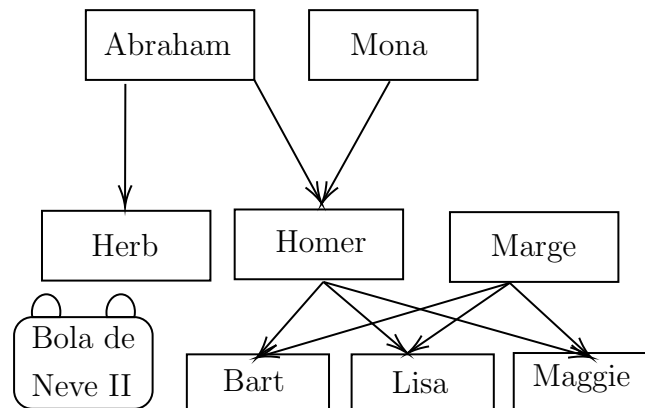 Abraham
Mona
Herb
Homer
Marge
Bola de
Neve II
Bart
Lisa
Maggie